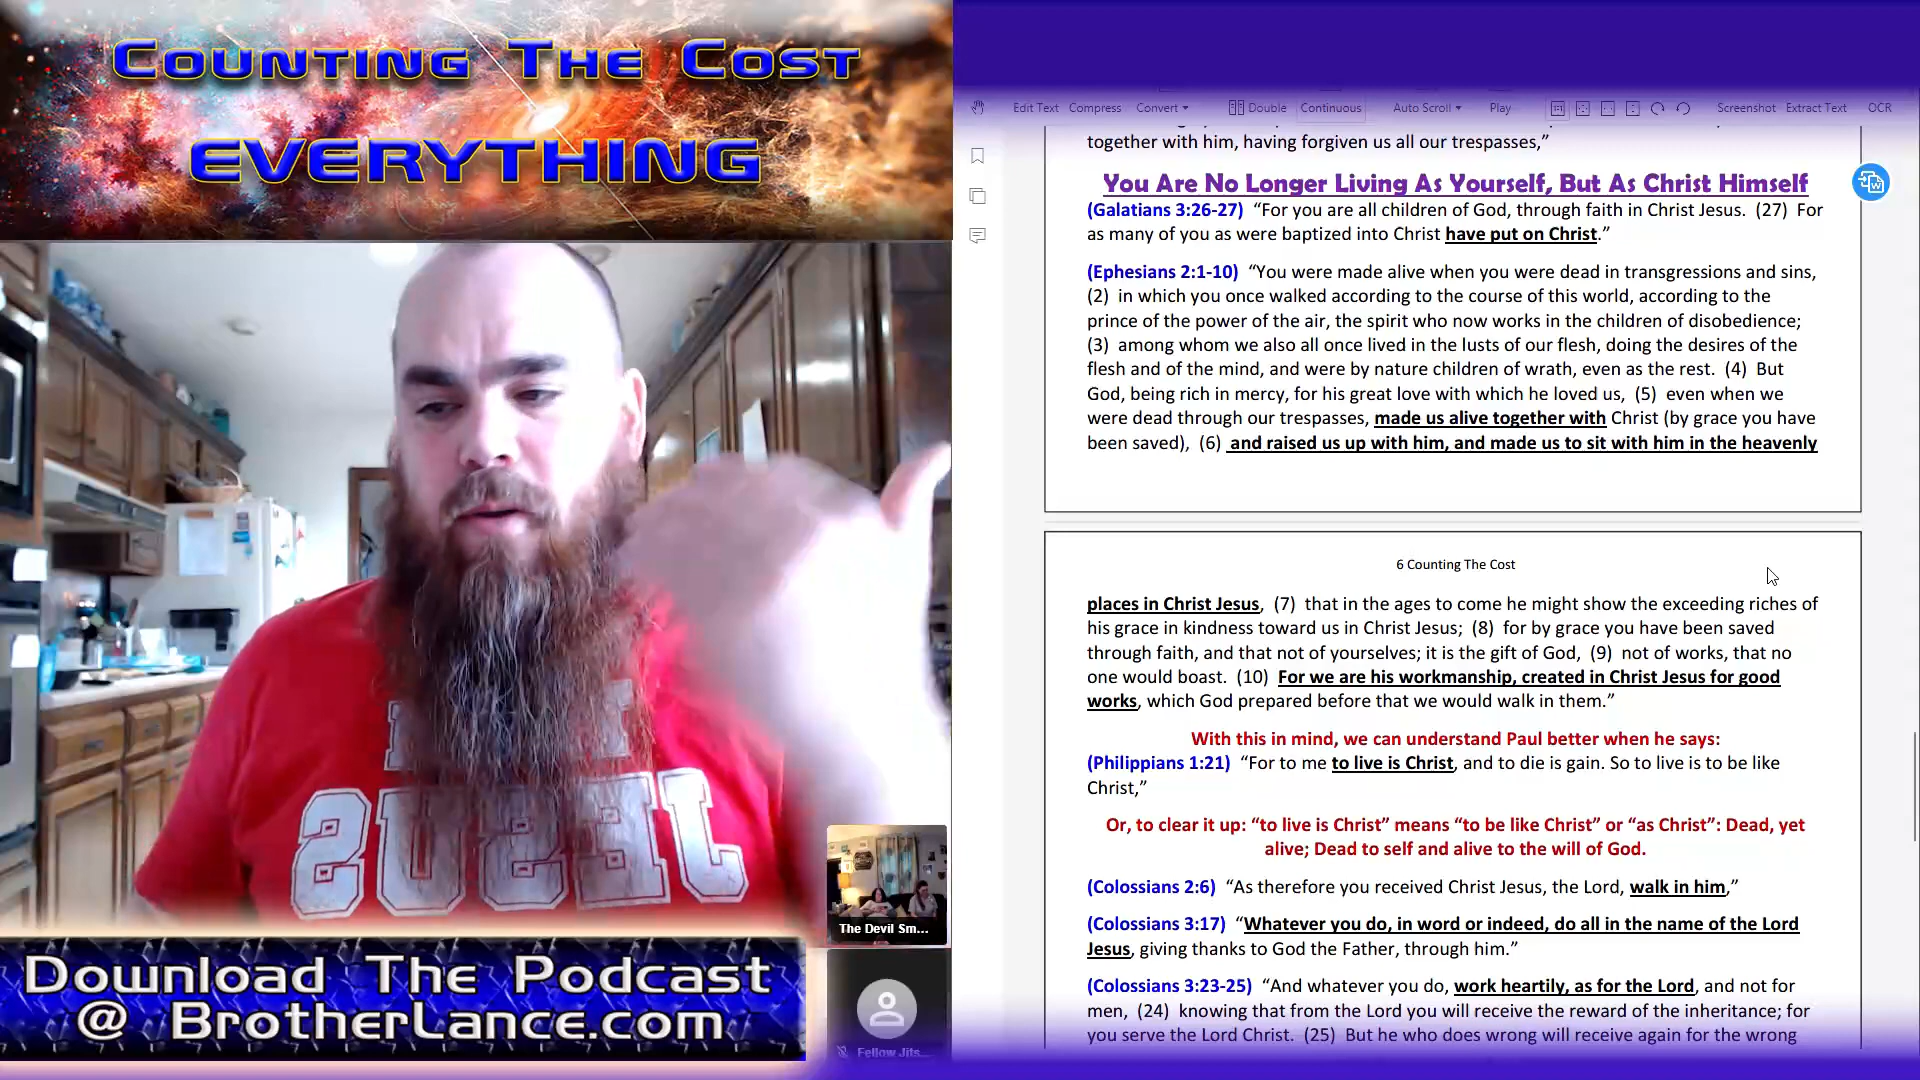 Counting The Cost
EVERYTHING
JESUS
The Devil Sm...
Fellow Jits...
Download The Podcast
@ BrotherLance.com
Edit Text Compress Convert Double Continuous Auto Scroll Play Screenshot Extract Text OCR
together with him, having forgiven us all our trespasses,”
You Are No Longer Living As Yourself, But As Christ Himself
(Galatians 3:26-27) “For you are all children of God, through faith in Christ Jesus. (27) For
as many of you as were baptized into Christ have put on Christ.”
(Ephesians 2:1-10) “You were made alive when you were dead in transgressions and sins,
(2) in which you once walked according to the course of this world, according to the
prince of the power of the air, the spirit who now works in the children of disobedience;
(3) among whom we also all once lived in the lusts of our flesh, doing the desires of the
flesh and of the mind, and were by nature children of wrath, even as the rest. (4) But
God, being rich in mercy, for his great love with which he loved us, (5) even when we
were dead through our trespasses, made us alive together with Christ (by grace you have
been saved), (6) and raised us up with him, and made us to sit with him in the heavenly
6 Counting The Cost
places in Christ Jesus, (7) that in the ages to come he might show the exceeding riches of
his grace in kindness toward us in Christ Jesus; (8) for by grace you have been saved
through faith, and that not of yourselves; it is the gift of God, (9) not of works, that no
one would boast. (10) For we are his workmanship, created in Christ Jesus for good
works, which God prepared before that we would walk in them.”
With this in mind, we can understand Paul better when he says:
(Philippians 1:21) “For to me to live is Christ, and to die is gain. So to live is to be like
Christ,”
Or, to clear it up: “to live is Christ” means “to be like Christ” or “as Christ”: Dead, yet
alive; Dead to self and alive to the will of God.
(Colossians 2:6) “As therefore you received Christ Jesus, the Lord, walk in him,”
(Colossians 3:17) “Whatever you do, in word or indeed, do all in the name of the Lord
Jesus, giving thanks to God the Father, through him.”
(Colossians 3:23-25) “And whatever you do, work heartily, as for the Lord, and not for
men, (24) knowing that from the Lord you will receive the reward of the inheritance; for
you serve the Lord Christ. (25) But he who does wrong will receive again for the wrong